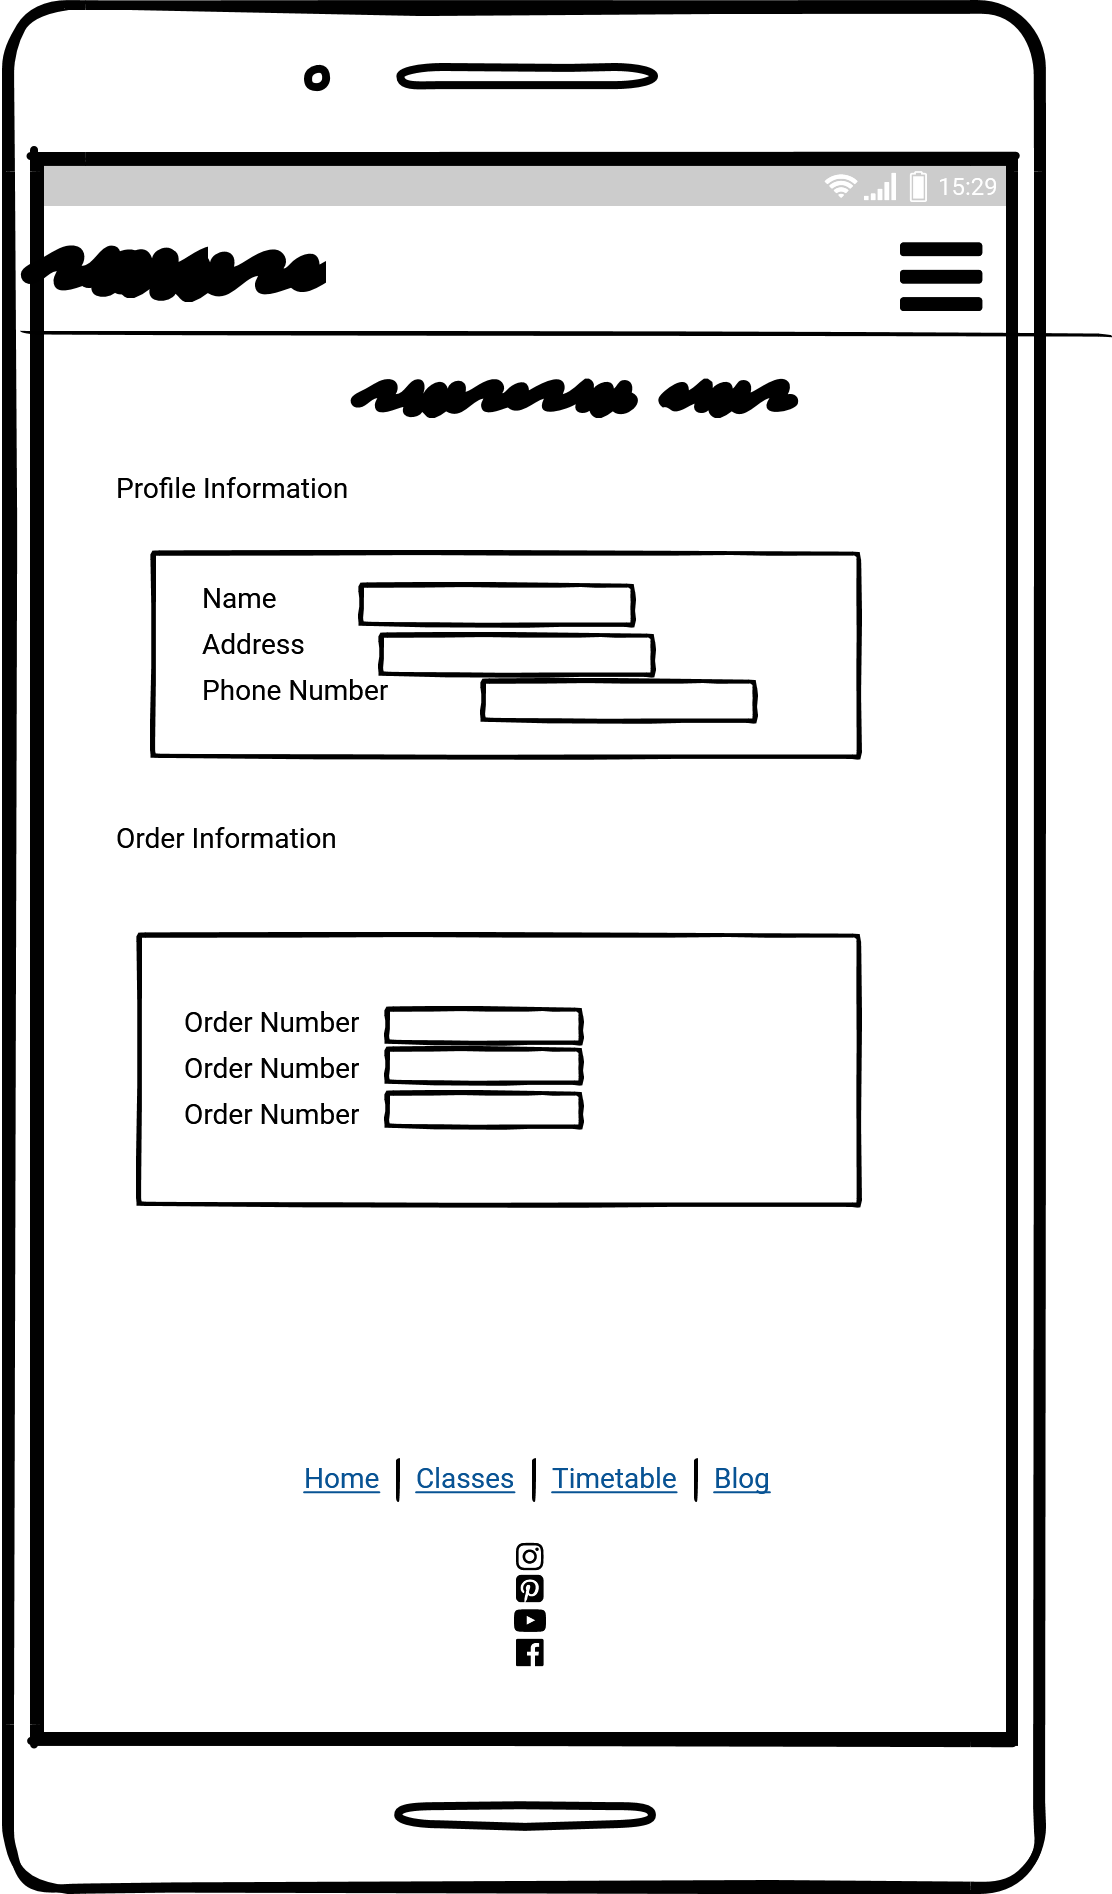 15:29
Profile Information
Name
Address
Phone Number
Order Information
Order Number
Order Number
Order Number
Home | Classes | Timetable | Blog